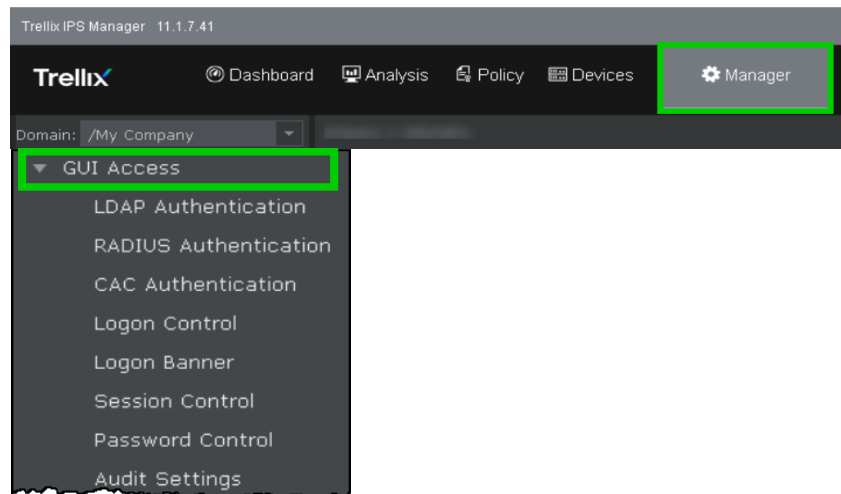 Trellix IPS Manager 11.1.7.41
Trellix Dashboard Analysis Policy Devices Manager
Domain: /My Company
GUI Access
LDAP Authentication
RADIUS Authentication
CAC Authentication
Logon Control
Logon Banner
Session Control
Password Control
Audit Settings